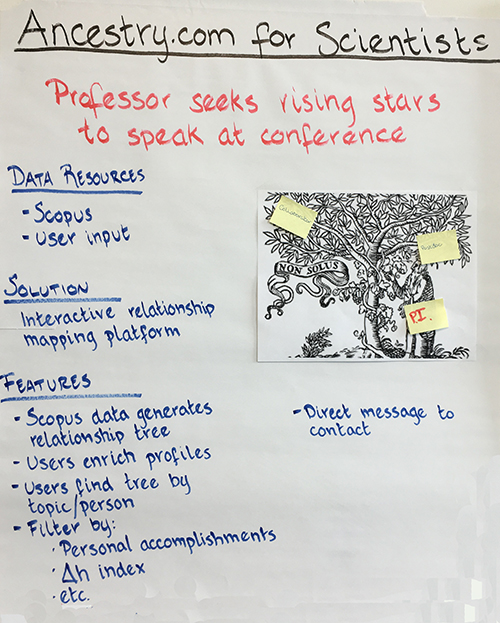 Ancestry.com for Scientists
Professor seeks rising stars
to speak at conference
DATA RESOURCES
- Scopus
- User input
SOLUTION
Interactive relationship
mapping platform
FEATURES
- Scopus data generates
relationship tree
- Users enrich profiles
- Users find tree by
topic/person
- Filter by:
· Personal accomplishments
· Δh index
· etc.
NON SOLUS
P.I.
- Direct message to
contact